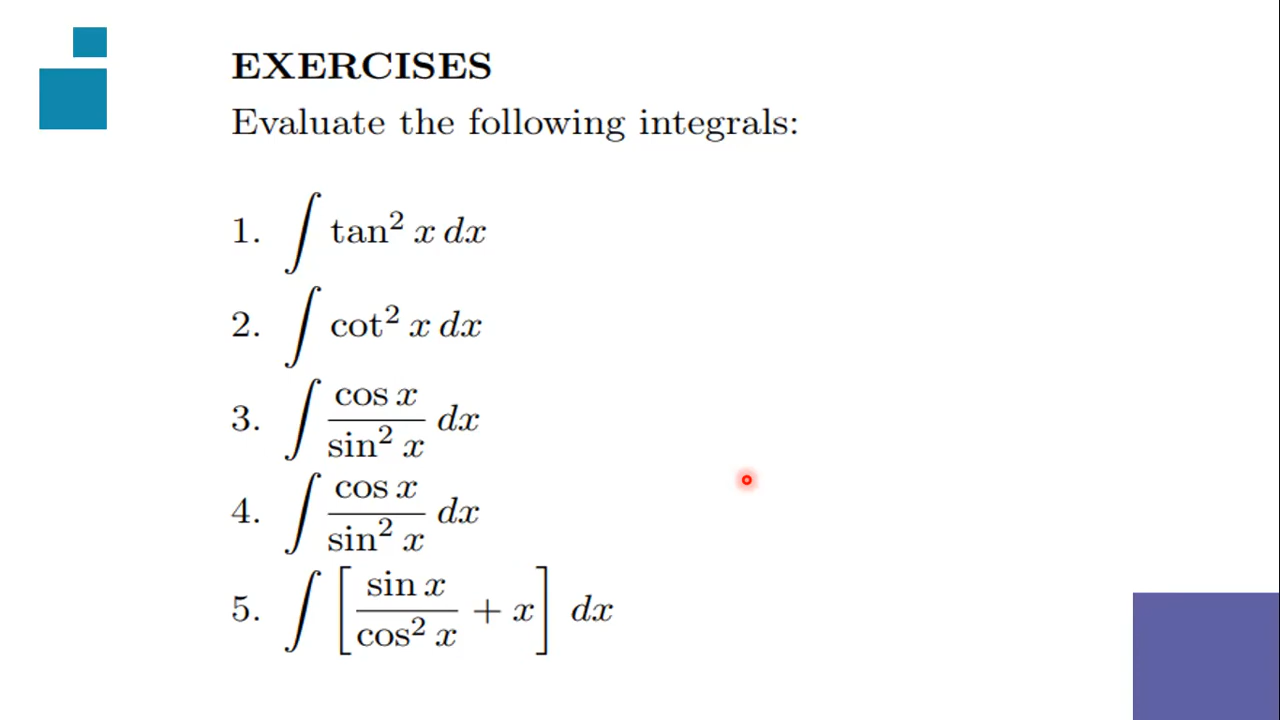 EXERCISES
Evaluate the following integrals:
1. ∫ tan² x dx
2. ∫ cot² x dx
3. ∫ cos x / sin² x dx
4. ∫ cos x / sin² x dx
5. ∫ [ sin x / cos² x + x ] dx